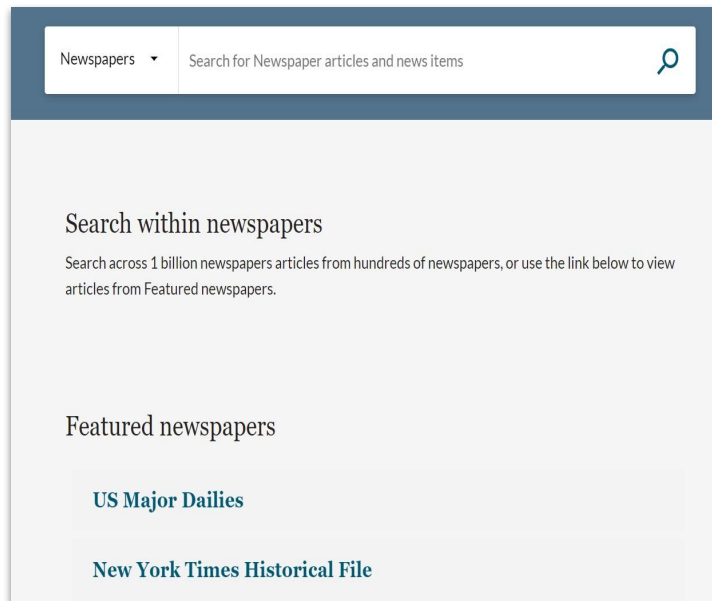 Newspapers
Search for Newspaper articles and news items
Search within newspapers
Search across 1 billion newspapers articles from hundreds of newspapers, or use the link below to view
articles from Featured newspapers.
Featured newspapers
US Major Dailies
New York Times Historical File